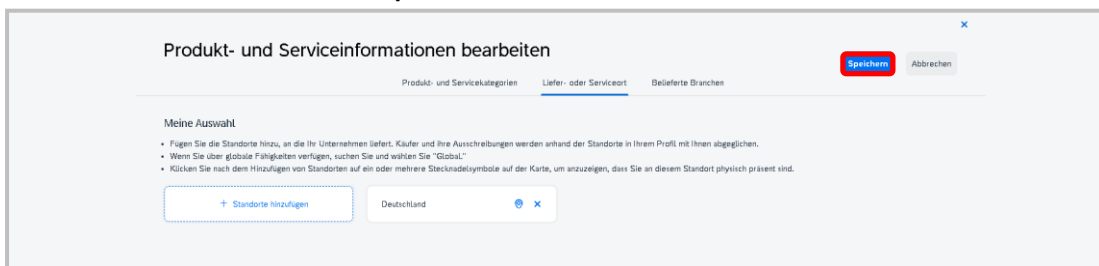 Produkt- und Serviceinformationen bearbeiten
Speichern
Abbrechen
Produkt- und Servicekategorien
Liefer- oder Serviceort
Belieferte Branchen
Meine Auswahl
• Fügen Sie die Standorte hinzu, an die Ihr Unternehmen liefert. Käufer und ihre Ausschreibungen werden anhand der Standorte in Ihrem Profil mit Ihnen abgeglichen.
• Wenn Sie über globale Fähigkeiten verfügen, suchen Sie und wählen Sie "Global."
• Klicken Sie nach dem Hinzufügen von Standorten auf ein oder mehrere Stecknadelsymbole auf der Karte, um anzuzeigen, dass Sie an diesem Standort physisch präsent sind.
+ Standorte hinzufügen
Deutschland